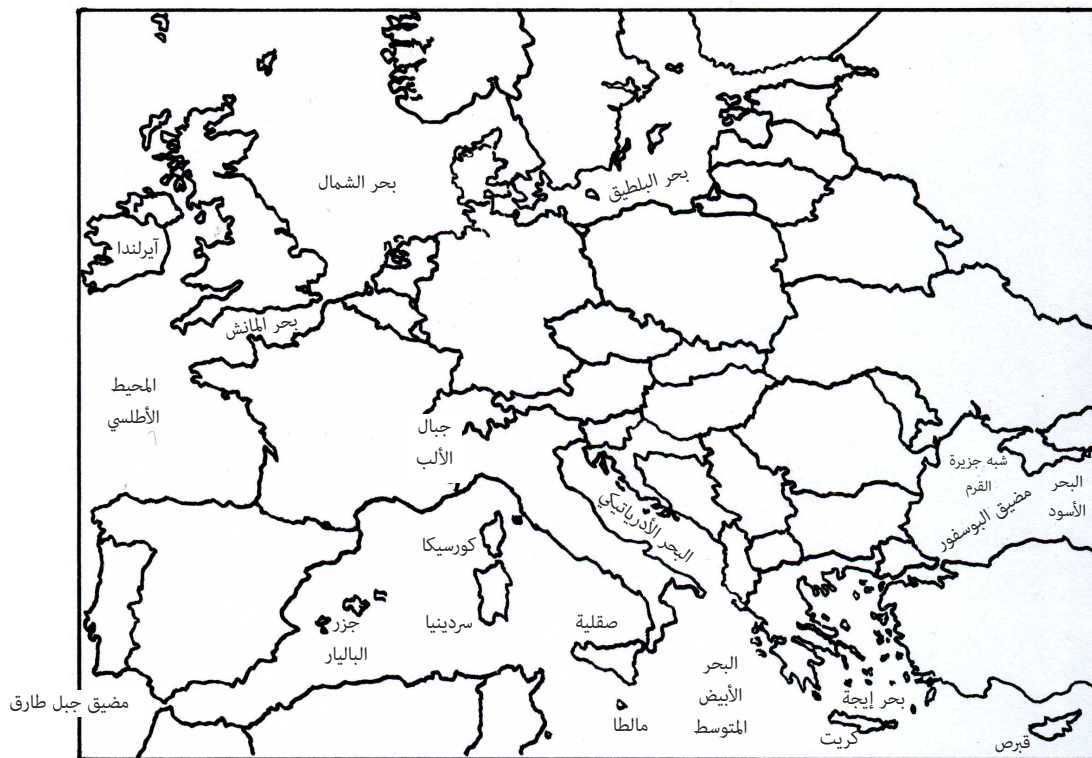 بحر الشمال
بحر البلطيق
آيرلندا
بحر المانش
المحيط
الأطلسي
جبال
الألب
شبه جزيرة
القرم
البحر
الأسود
مضيق البوسفور
البحر الأدرياتيكي
كورسيكا
سردينيا
جزر
الباليار
صقلية
البحر
الأبيض
المتوسط
بحر إيجة
مضيق جبل طارق
مالطا
كريت
قبرص